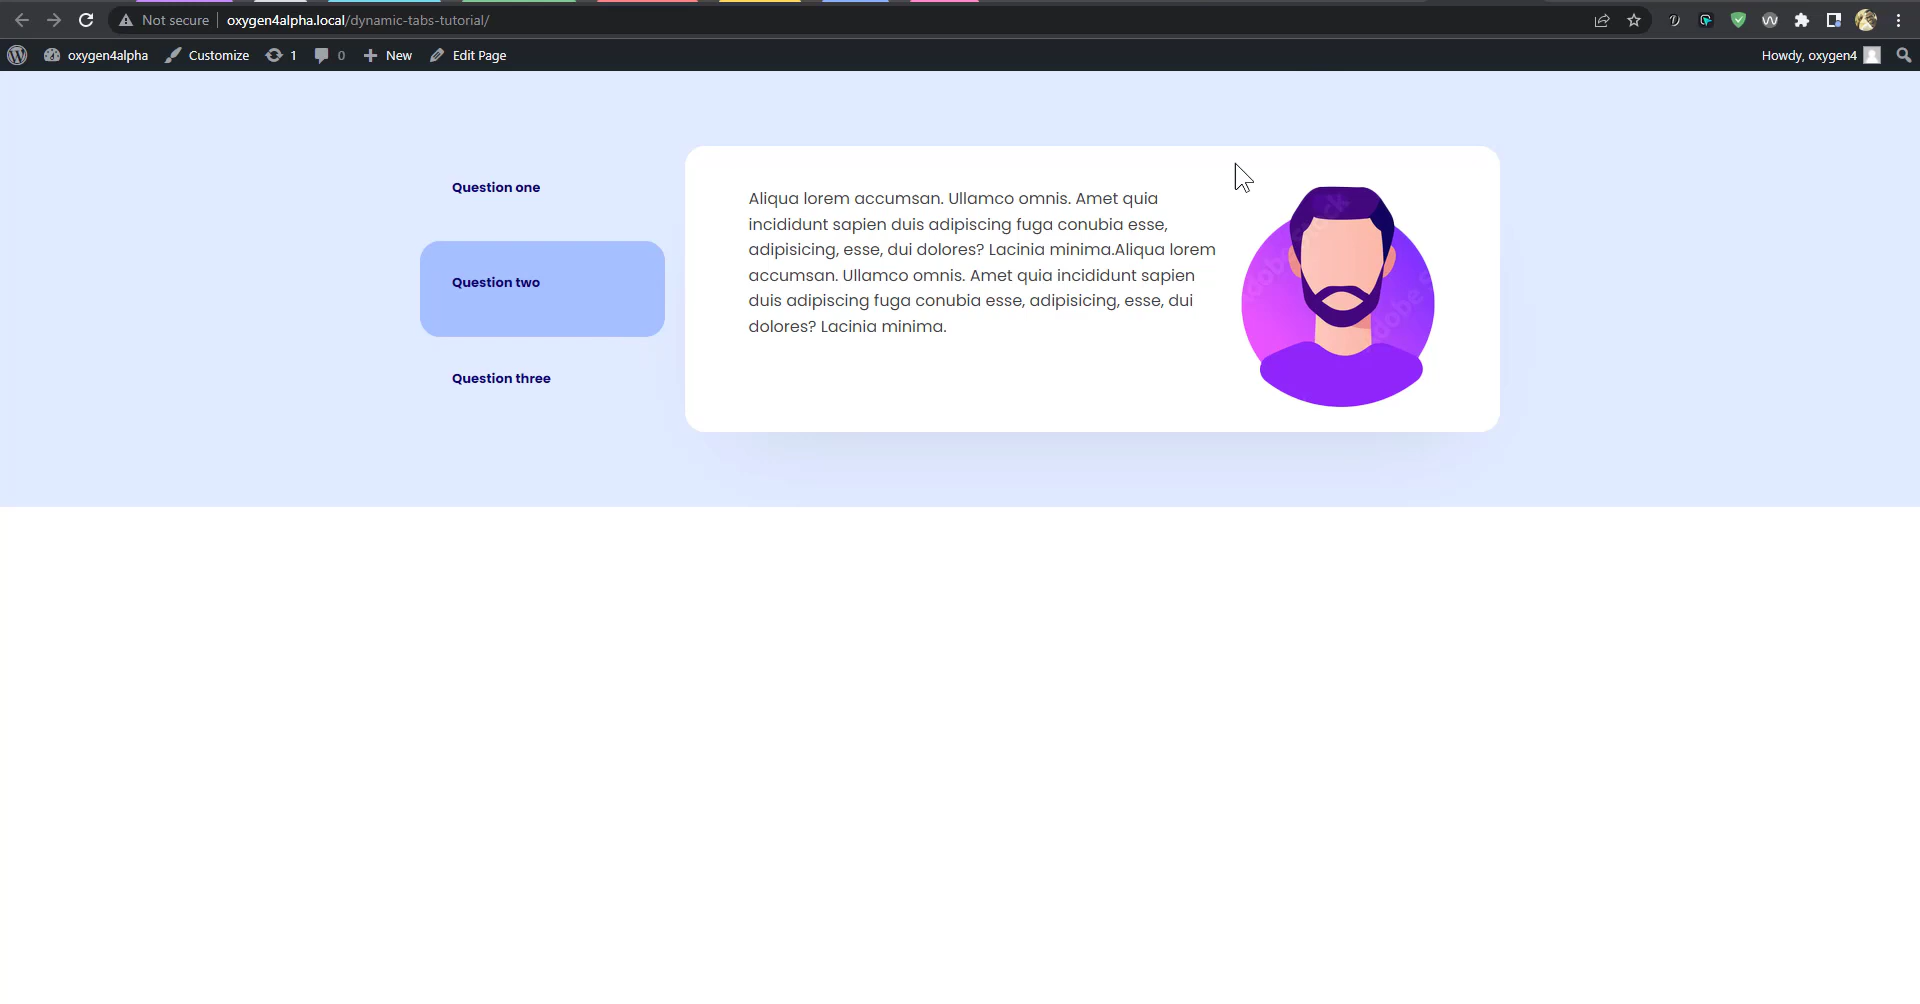 Not secure
oxygen4alpha.local/dynamic-tabs-tutorial/
oxygen4alpha
Customize
1
0
New
Edit Page
Howdy, oxygen4
Question one
Question two
Question three
Aliqua lorem accumsan. Ullamco omnis. Amet quia
incididunt sapien duis adipiscing fuga conubia esse,
adipisicing, esse, dui dolores? Lacinia minima.Aliqua lorem
accumsan. Ullamco omnis. Amet quia incididunt sapien
duis adipiscing fuga conubia esse, adipisicing, esse, dui
dolores? Lacinia minima.